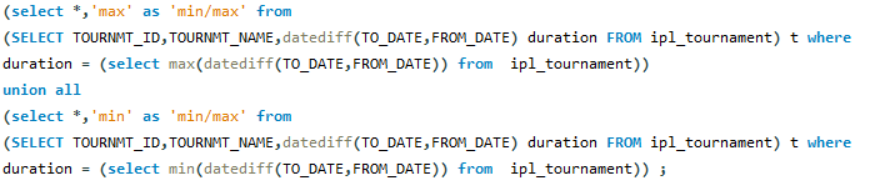 (select *,'max' as 'min/max' from
(SELECT TOURNMT_ID,TOURNMT_NAME,datediff(TO_DATE,FROM_DATE) duration FROM ipl_tournament) t where
duration = (select max(datediff(TO_DATE,FROM_DATE)) from  ipl_tournament))
union all
(select *,'min' as 'min/max' from
(SELECT TOURNMT_ID,TOURNMT_NAME,datediff(TO_DATE,FROM_DATE) duration FROM ipl_tournament) t where
duration = (select min(datediff(TO_DATE,FROM_DATE)) from  ipl_tournament)) ;